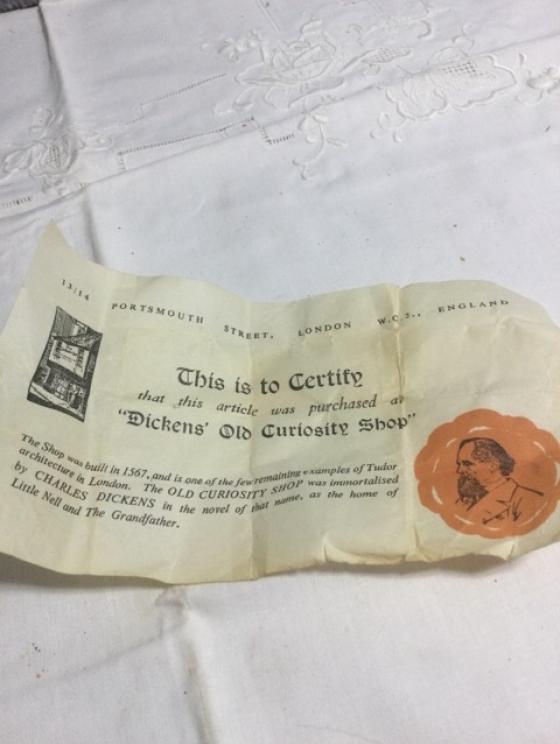 13/14 PORTSMOUTH STREET, LONDON W.C.2., ENGLAND
This is to Certify
that this article was purchased at
“Dickens’ Old Curiosity Shop”
The Shop was built in 1567, and is one of the few remaining examples of Tudor
architecture in London. The OLD CURIOSITY SHOP was immortalised
by CHARLES DICKENS in the novel of that name, as the home of
Little Nell and The Grandfather.